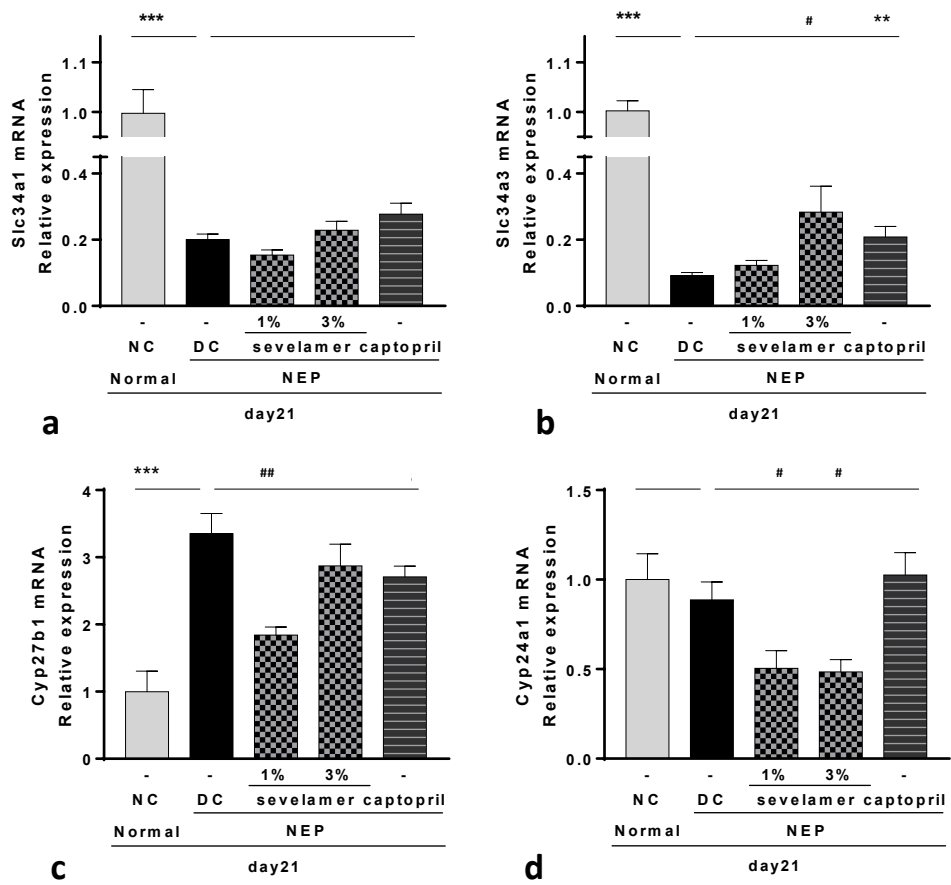 ***
Slc34a1 mRNA
Relative expression
1.1
1.0
0.4
0.2
0.0
- - 1% 3% -
NC DC sevelamer captopril
Normal NEP
day21
a
*** # **
Slc34a3 mRNA
Relative expression
1.1
1.0
0.4
0.2
0.0
- - 1% 3% -
NC DC sevelamer captopril
Normal NEP
day21
b
*** ##
Cyp27b1 mRNA
Relative expression
4
3
2
1
0
- - 1% 3% -
NC DC sevelamer captopril
Normal NEP
day21
c
# #
Cyp24a1 mRNA
Relative expression
1.5
1.0
0.5
0.0
- - 1% 3% -
NC DC sevelamer captopril
Normal NEP
day21
d